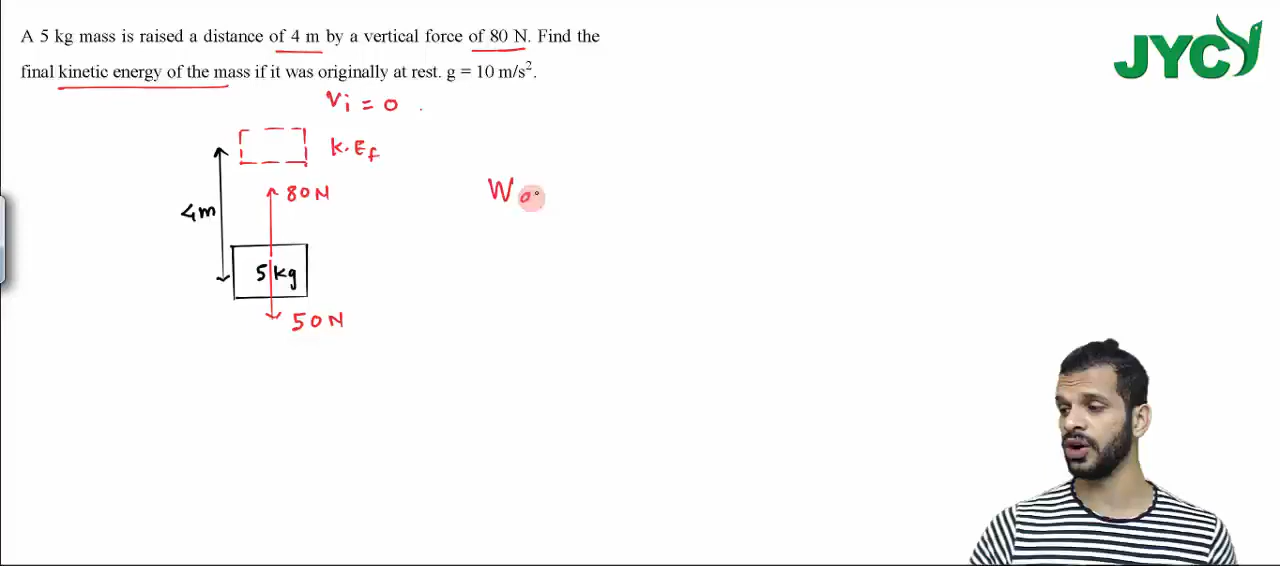 A 5 kg mass is raised a distance of 4 m by a vertical force of 80 N. Find the
final kinetic energy of the mass if it was originally at rest. g = 10 m/s².
JYC
Vi = 0
K.Ef
80N
4m
5kg
50N
Wo